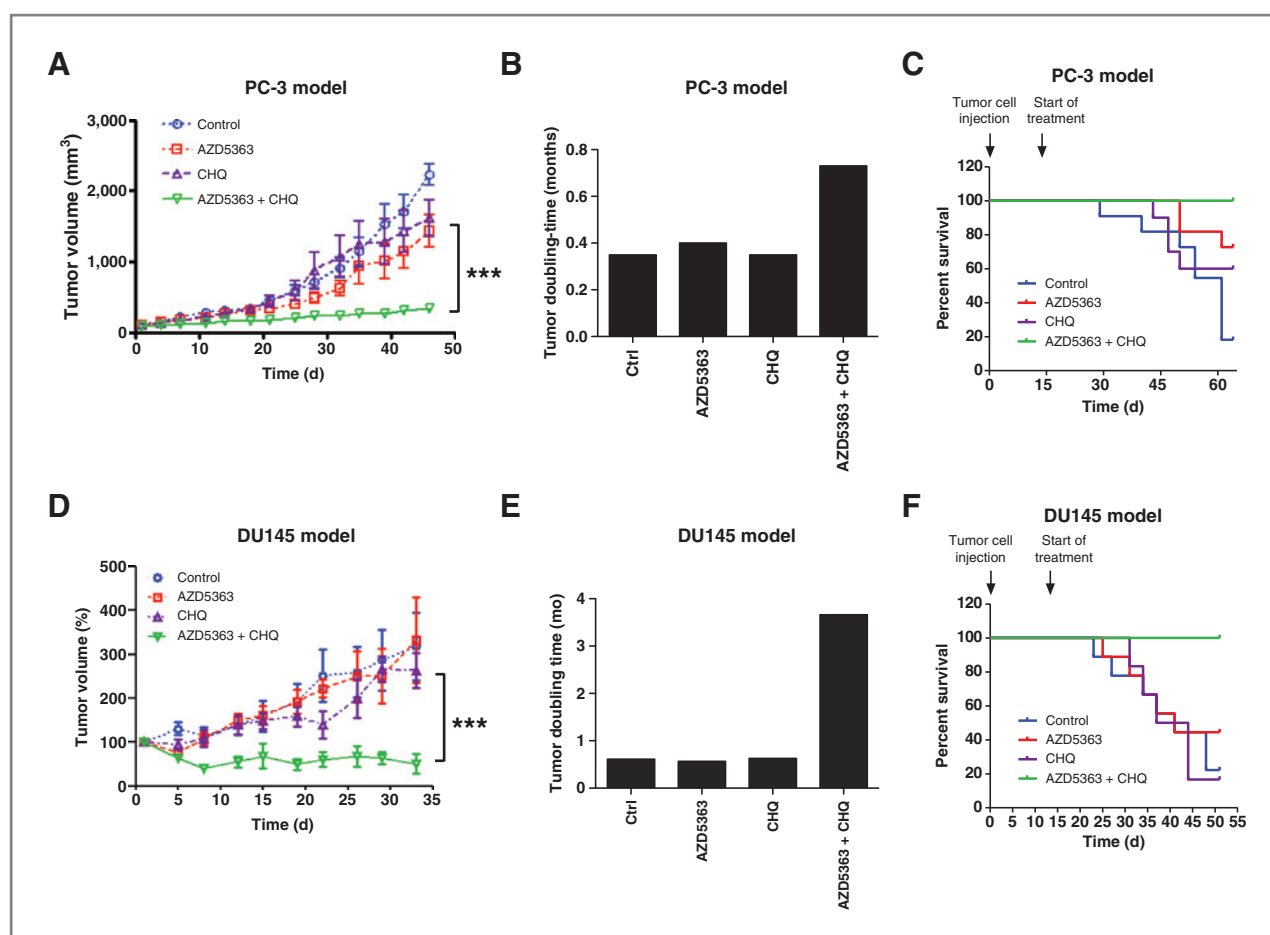 A
PC-3 model
Tumor volume (mm3)
3,000
2,000
1,000
0
Control
AZD5363
CHQ
AZD5363 + CHQ
***
0 10 20 30 40 50
Time (d)
B
PC-3 model
Tumor doubling-time (months)
0.8
0.6
0.4
0.2
0.0
Ctrl
AZD5363
CHQ
AZD5363 + CHQ
C
PC-3 model
Tumor cell
injection
Start of
treatment
Percent survival
120
100
80
60
40
20
0
Control
AZD5363
CHQ
AZD5363 + CHQ
0 15 30 45 60
Time (d)
D
DU145 model
Tumor volume (%)
500
400
300
200
100
0
Control
AZD5363
CHQ
AZD5363 + CHQ
***
0 5 10 15 20 25 30 35
Time (d)
E
DU145 model
Tumor doubling time (mo)
4
3
2
1
0
Ctrl
AZD5363
CHQ
AZD5363 + CHQ
F
DU145 model
Tumor cell
injection
Start of
treatment
Percent survival
120
100
80
60
40
20
0
Control
AZD5363
CHQ
AZD5363 + CHQ
0 5 10 15 20 25 30 34 40 45 50 55
Time (d)